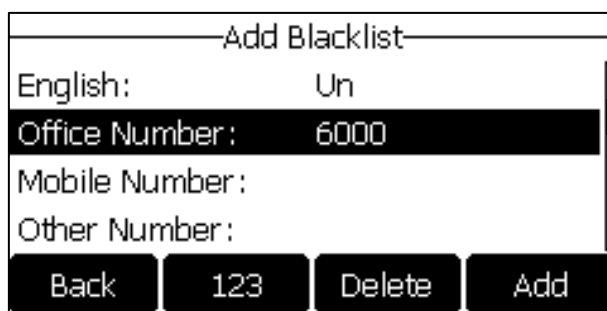 Add Blacklist
English: Un
Office Number: 6000
Mobile Number:
Other Number:
Back 123 Delete Add